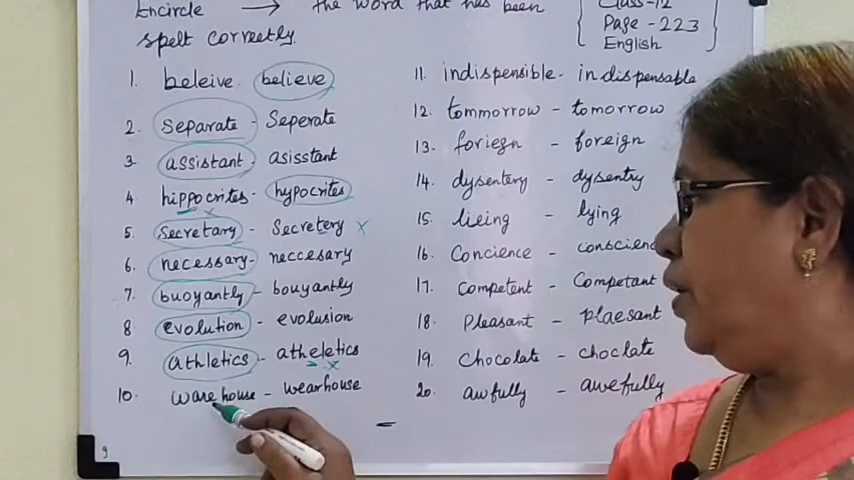 Encircle → the word that has been
spelt correctly.
Class-12
Page - 223
English
1. beleive believe
2. Separate - Seperate
3. assistant - asisstant
4. hippocrites - hypocrites
5. Secretary - Secretery x
6. necessary - neccesary
7. buoyantly - bouyantly
8 evolution - evolusion
9. athletics - atheletics
10. warehouse - wearhouse
11. indispensible - indispensable
12. tommorrow - tomorrow
13. foriegn - foreign
14. dysentery - dysentry
15. lieing - lying
16. Concience - conscienc
17. Competent - Competant
18. Pleasant - plaesant
19. Chocolate - choclate
20. awfully - awefully
9